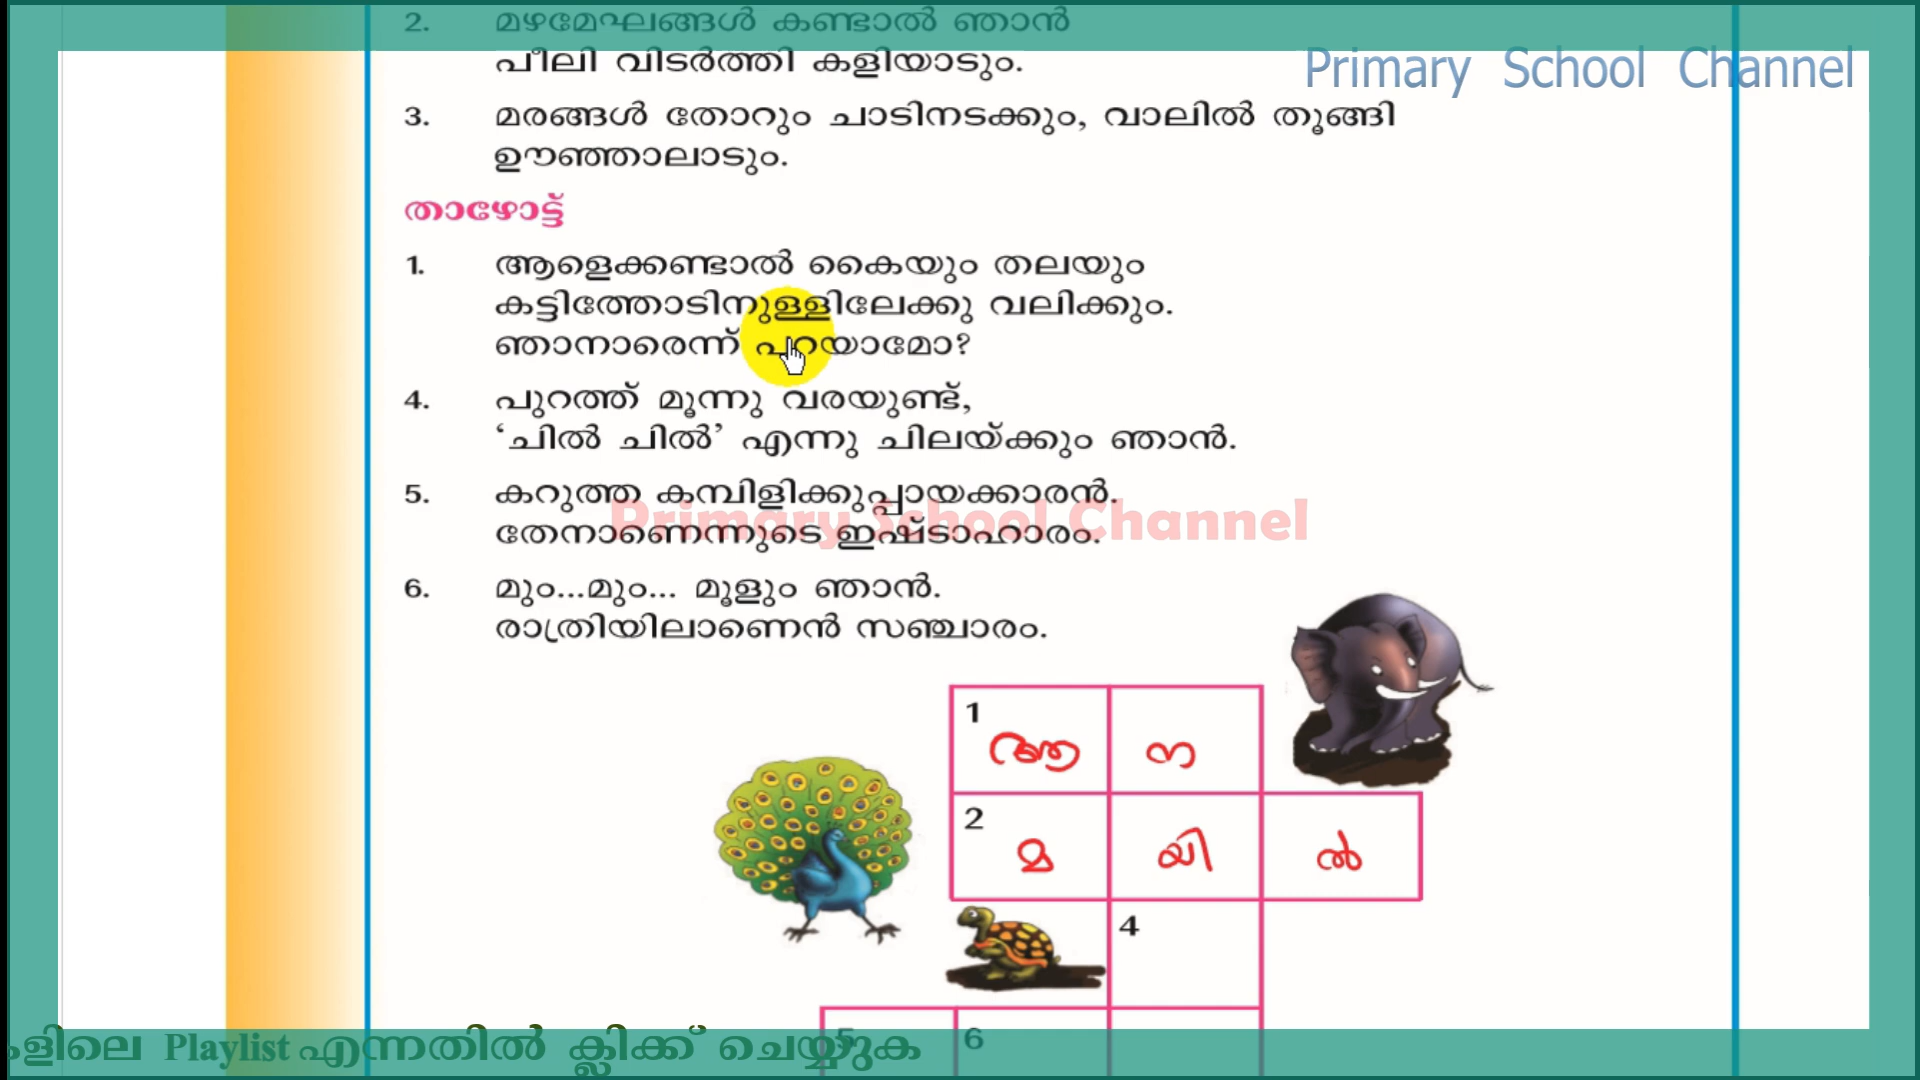 2. മഴമേഘങ്ങൾ കണ്ടാൽ ഞാൻ
പീലി വിടർത്തി കളിയാടും.
Primary School Channel
3. മരങ്ങൾ തോറും ചാടിനടക്കും, വാലിൽ തൂങ്ങി
ഊഞ്ഞാലാടും.
താഴോട്ട്
1. ആളെക്കണ്ടാൽ കൈയും തലയും
കട്ടിത്തോടിനുള്ളിലേക്കു വലിക്കും.
ഞാനാരെന്ന് പറയാമോ?
4. പുറത്ത് മൂന്നു വരയുണ്ട്,
‘ചിൽ ചിൽ’ എന്നു ചിലയ്ക്കും ഞാൻ.
5. കറുത്ത കമ്പിളിക്കുപ്പായക്കാരൻ.
Primary School Channel
തേനാണെന്നുടെ ഇഷ്ടാഹാരം.
6. മും...മും... മൂളും ഞാൻ.
രാത്രിയിലാണെൻ സഞ്ചാരം.
1 ആ ന
2 മ യി ൽ
4
5 6
ളിലെ Playlist എന്നതിൽ ക്ലിക്ക് ചെയ്യുക